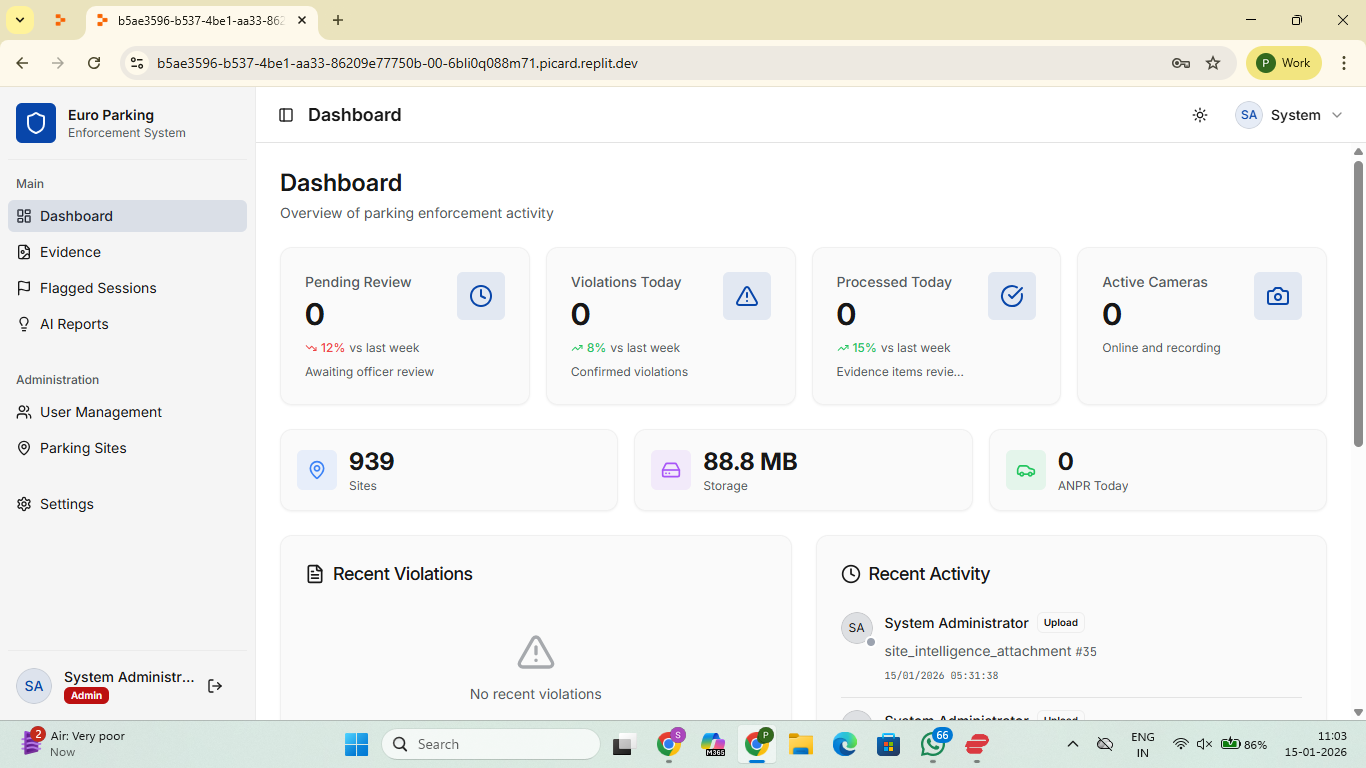 b5ae3596-b537-4be1-aa33-862
b5ae3596-b537-4be1-aa33-86209e77750b-00-6bli0q088m71.picard.replit.dev
P Work
Euro Parking
Enforcement System
Dashboard
SA System
Main
Dashboard
Evidence
Flagged Sessions
AI Reports
Administration
User Management
Parking Sites
Settings
SA System Administr...
Admin
Dashboard
Overview of parking enforcement activity
Pending Review
0
12% vs last week
Awaiting officer review
Violations Today
0
8% vs last week
Confirmed violations
Processed Today
0
15% vs last week
Evidence items revie...
Active Cameras
0
Online and recording
939
Sites
88.8 MB
Storage
0
ANPR Today
Recent Violations
No recent violations
Recent Activity
SA System Administrator Upload
site_intelligence_attachment #35
15/01/2026 05:31:38
System Administrator Upload
2 Air: Very poor
Now
Search
S
M365
P
66
ENG
IN
86%
11:03
15-01-2026